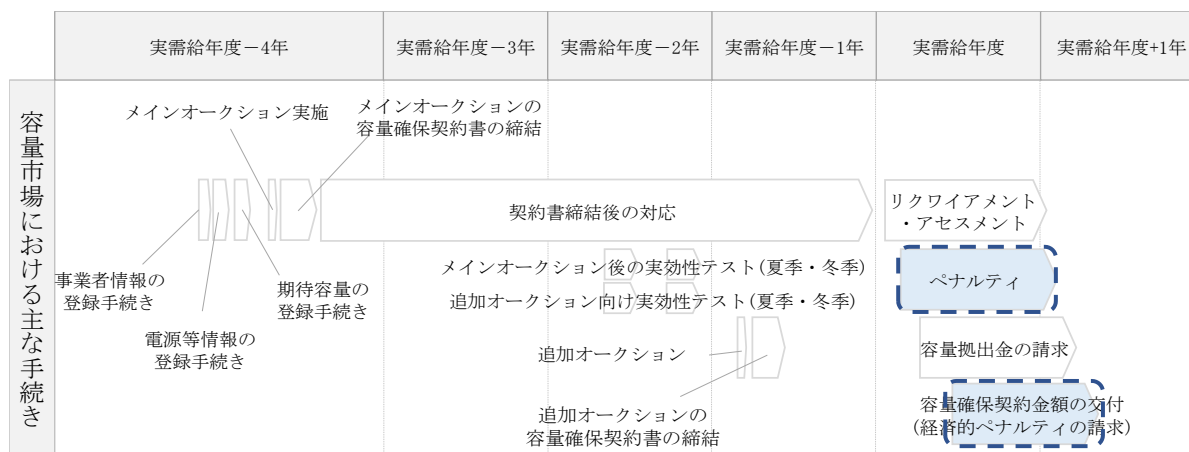 実需給年度－4年
実需給年度－3年
実需給年度－2年
実需給年度－1年
実需給年度
実需給年度+1年
容量市場における主な手続き
メインオークション実施
メインオークションの
容量確保契約書の締結
事業者情報の
登録手続き
電源等情報の
登録手続き
期待容量の
登録手続き
契約書締結後の対応
リクワイアメント
・アセスメント
メインオークション後の実効性テスト(夏季・冬季)
追加オークション向け実効性テスト(夏季・冬季)
ペナルティ
追加オークション
容量拠出金の請求
追加オークションの
容量確保契約書の締結
容量確保契約金額の交付
(経済的ペナルティの請求)